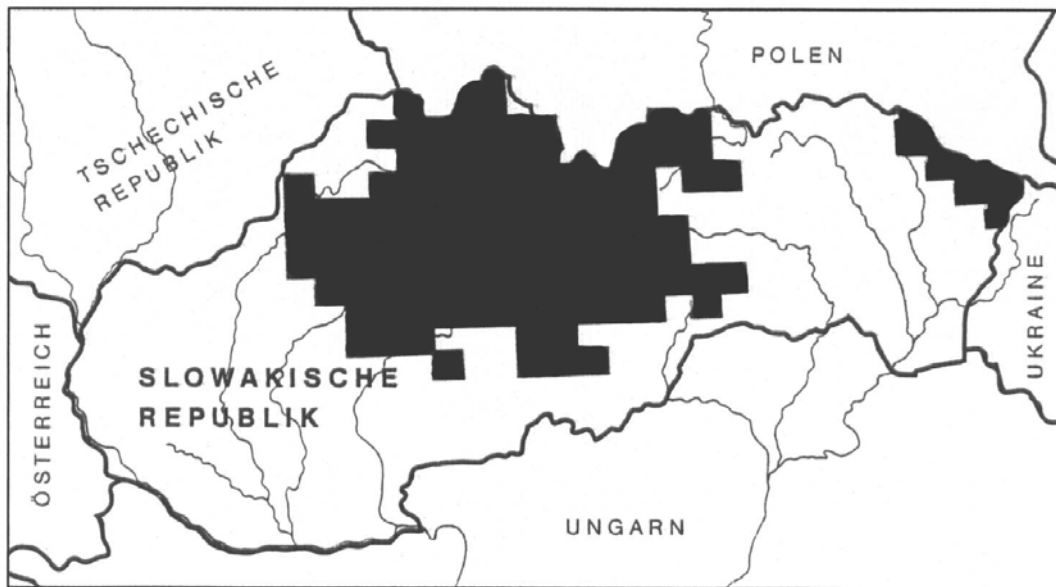 POLEN
TSCHECHISCHE
REPUBLIK
UKRAINE
SLOWAKISCHE
REPUBLIK
ÖSTERREICH
UNGARN